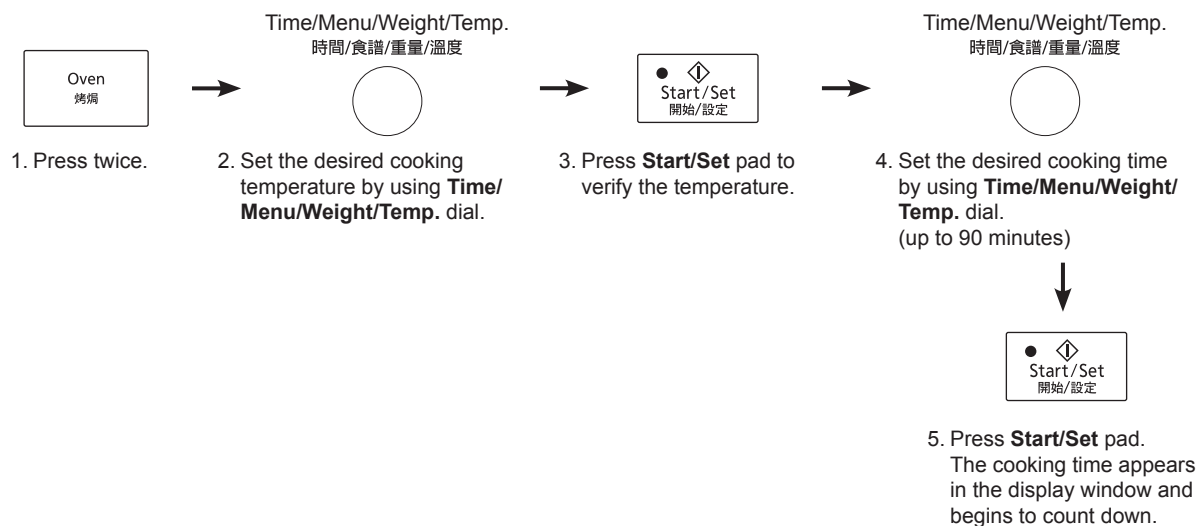 Oven
烤焗
1. Press twice.
Time/Menu/Weight/Temp.
時間/食譜/重量/溫度
2. Set the desired cooking
temperature by using Time/
Menu/Weight/Temp. dial.
Start/Set
開始/設定
3. Press Start/Set pad to
verify the temperature.
Time/Menu/Weight/Temp.
時間/食譜/重量/溫度
4. Set the desired cooking time
by using Time/Menu/Weight/
Temp. dial.
(up to 90 minutes)
Start/Set
開始/設定
5. Press Start/Set pad.
The cooking time appears
in the display window and
begins to count down.